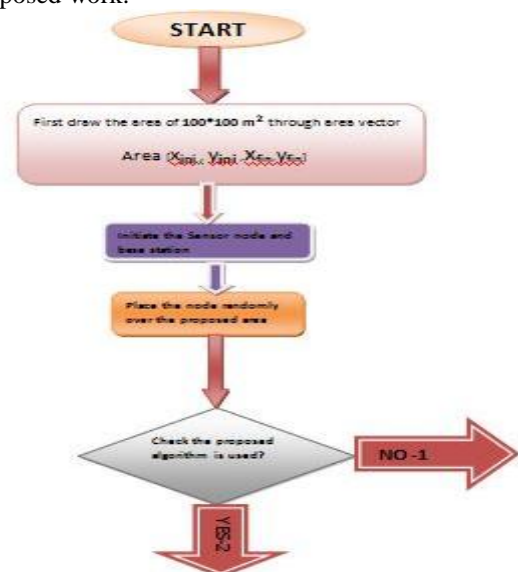 posed work.
START
First draw the area of 100*100 m² through area vector
Area [Xini, yini, Xfin, yfin]
Initiate the Sensor node and
base station
Place the node randomly
over the proposed area
Check the proposed
algorithm is used?
NO -1
YES-2